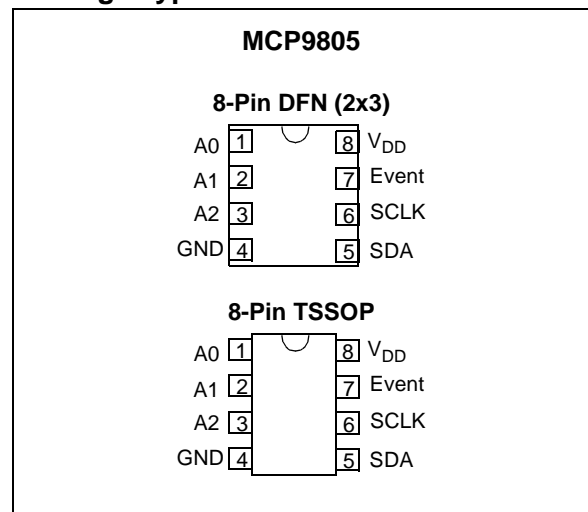 MCP9805
8-Pin DFN (2x3)
A0 1 8 VDD
A1 2 7 Event
A2 3 6 SCLK
GND 4 5 SDA
8-Pin TSSOP
A0 1 8 VDD
A1 2 7 Event
A2 3 6 SCLK
GND 4 5 SDA